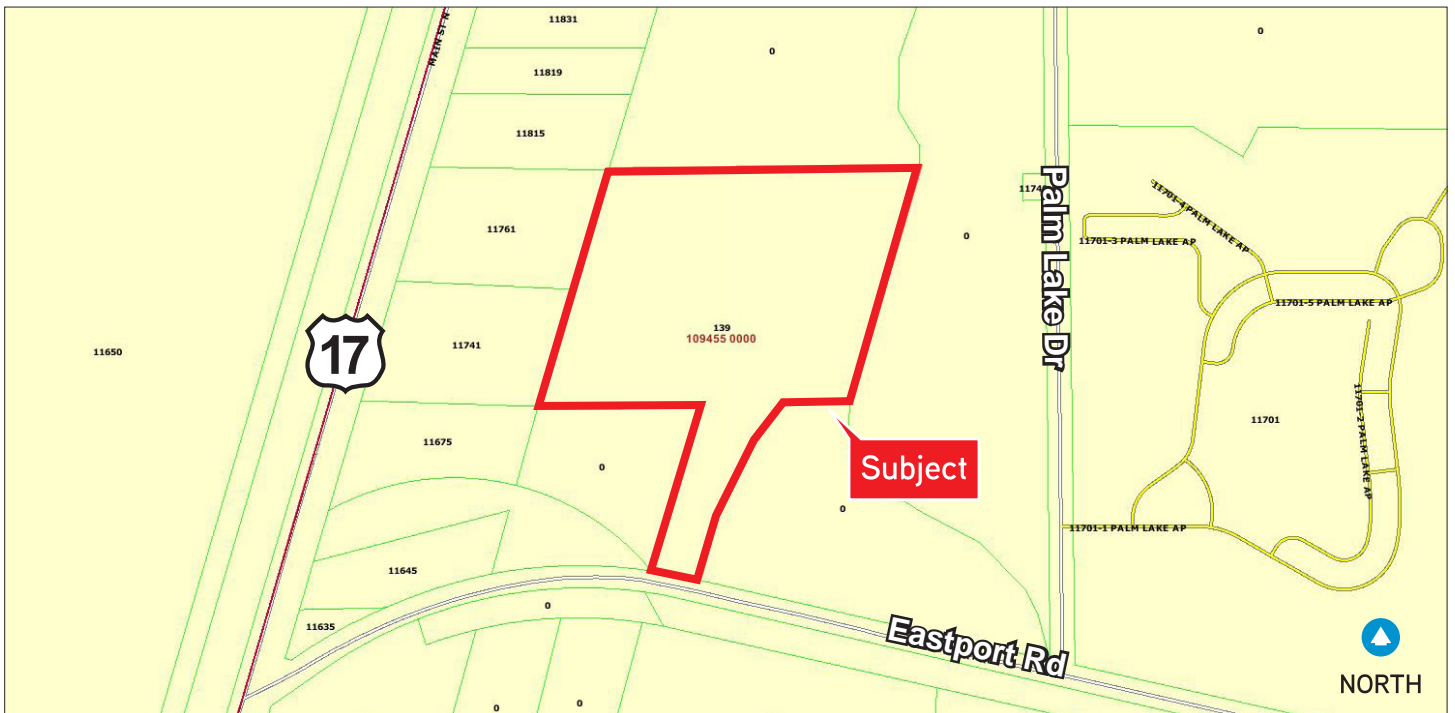 11831
MAIN ST N
0
0
11819
11815
11761
0
Palm Lake Dr
11701-4 PALM LAKE AP
11701-3 PALM LAKE AP
11701-5 PALM LAKE AP
139
109455 0000
11650
17
11741
11701-2 PALM LAKE AP
11701
11675
0
Subject
0
11701-1 PALM LAKE AP
11645
0
11635
Eastport Rd
NORTH
0
0